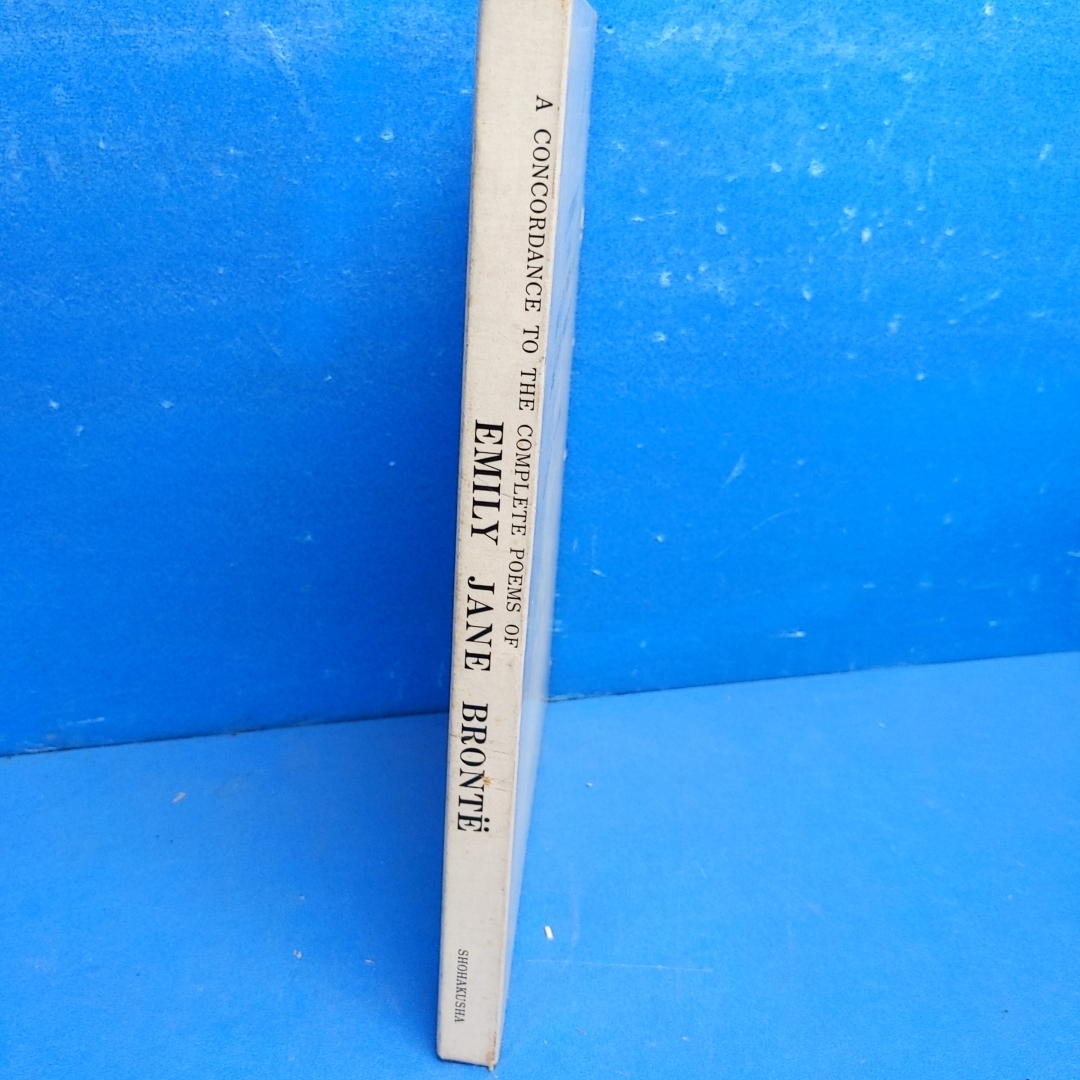 A CONCORDANCE TO THE COMPLETE POEMS OF
EMILY JANE BRONTË
SHOHAKUSHA